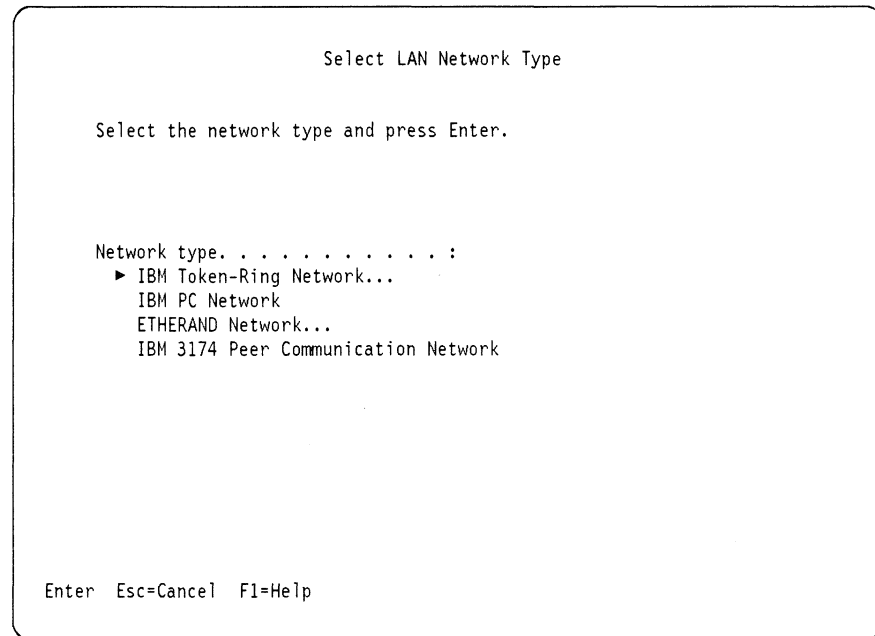 Select LAN Network Type
Select the network type and press Enter.
Network type. . . . . . . . . . . :
► IBM Token-Ring Network...
IBM PC Network
ETHERAND Network...
IBM 3174 Peer Communication Network
Enter Esc=Cancel F1=Help